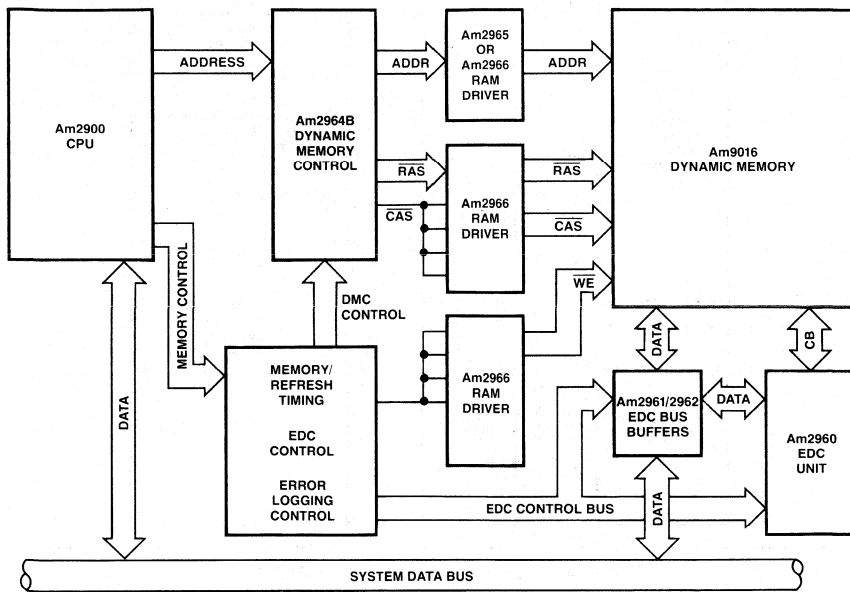 Am2900
CPU
ADDRESS
Am2964B
DYNAMIC
MEMORY
CONTROL
ADDR
Am2965
OR
Am2966
RAM
DRIVER
ADDR
Am9016
DYNAMIC MEMORY
RAS
CAS
Am2966
RAM
DRIVER
RAS
CAS
WE
MEMORY CONTROL
DMC
CONTROL
DATA
MEMORY/
REFRESH
TIMING
EDC
CONTROL
ERROR
LOGGING
CONTROL
Am2966
RAM
DRIVER
DATA
CB
Am2961/2962
EDC BUS
BUFFERS
DATA
Am2960
EDC
UNIT
EDC CONTROL BUS
DATA
SYSTEM DATA BUS